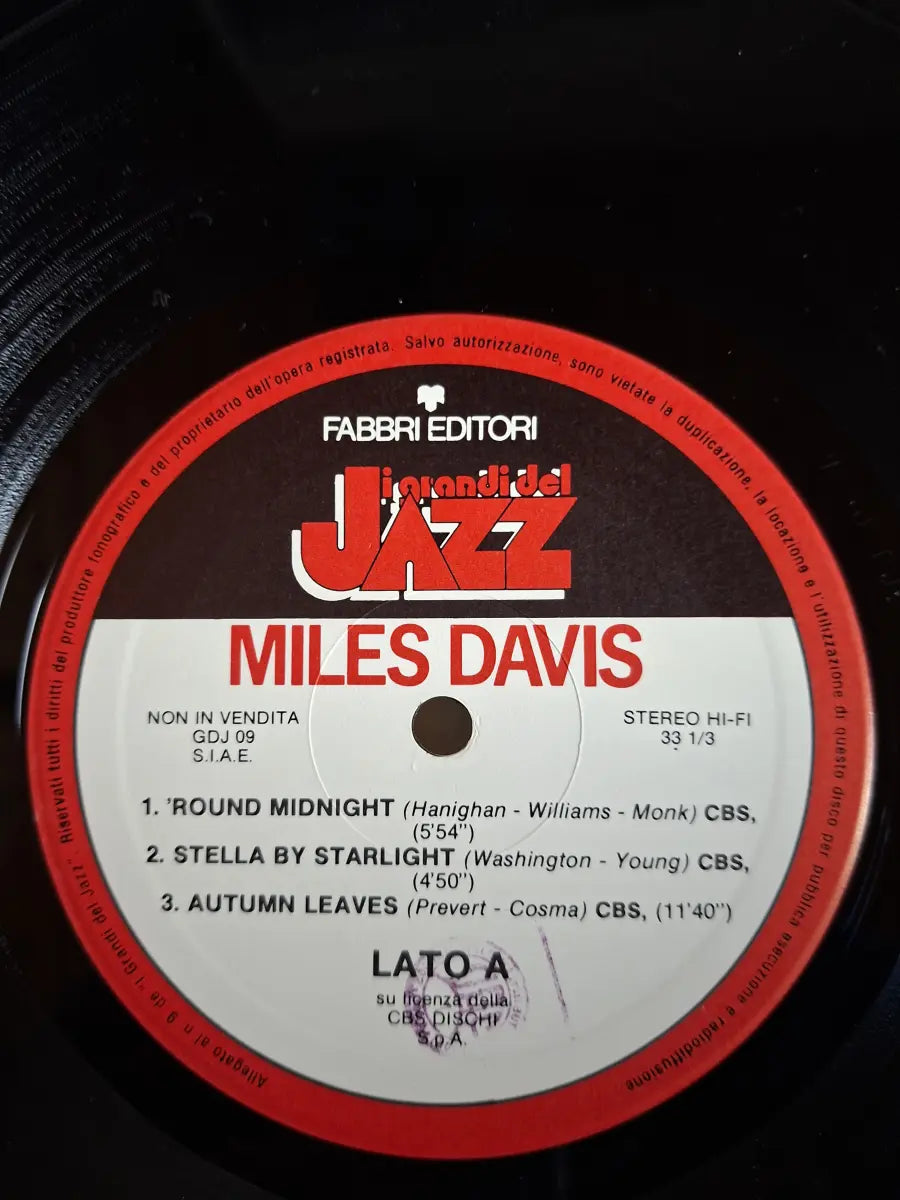 Allegato al n 9 de "I Grandi del Jazz". Riservati tutti i diritti del produttore fonografico e del proprietario dell'opera registrata. Salvo autorizzazione, sono vietate la duplicazione, la locazione e l'utilizzazione di questo disco per pubblica esecuzione e radiodiffusione
FABBRI EDITORI
i grandi del
JAZZ
MILES DAVIS
NON IN VENDITA
GDJ 09
S.I.A.E.
STEREO HI-FI
33 1/3
1. 'ROUND MIDNIGHT (Hanighan - Williams - Monk) CBS,
(5'54")
2. STELLA BY STARLIGHT (Washington - Young) CBS,
(4'50")
3. AUTUMN LEAVES (Prevert - Cosma) CBS, (11'40")
LATO A
su licenza della
CBS DISCHI
S.p.A.